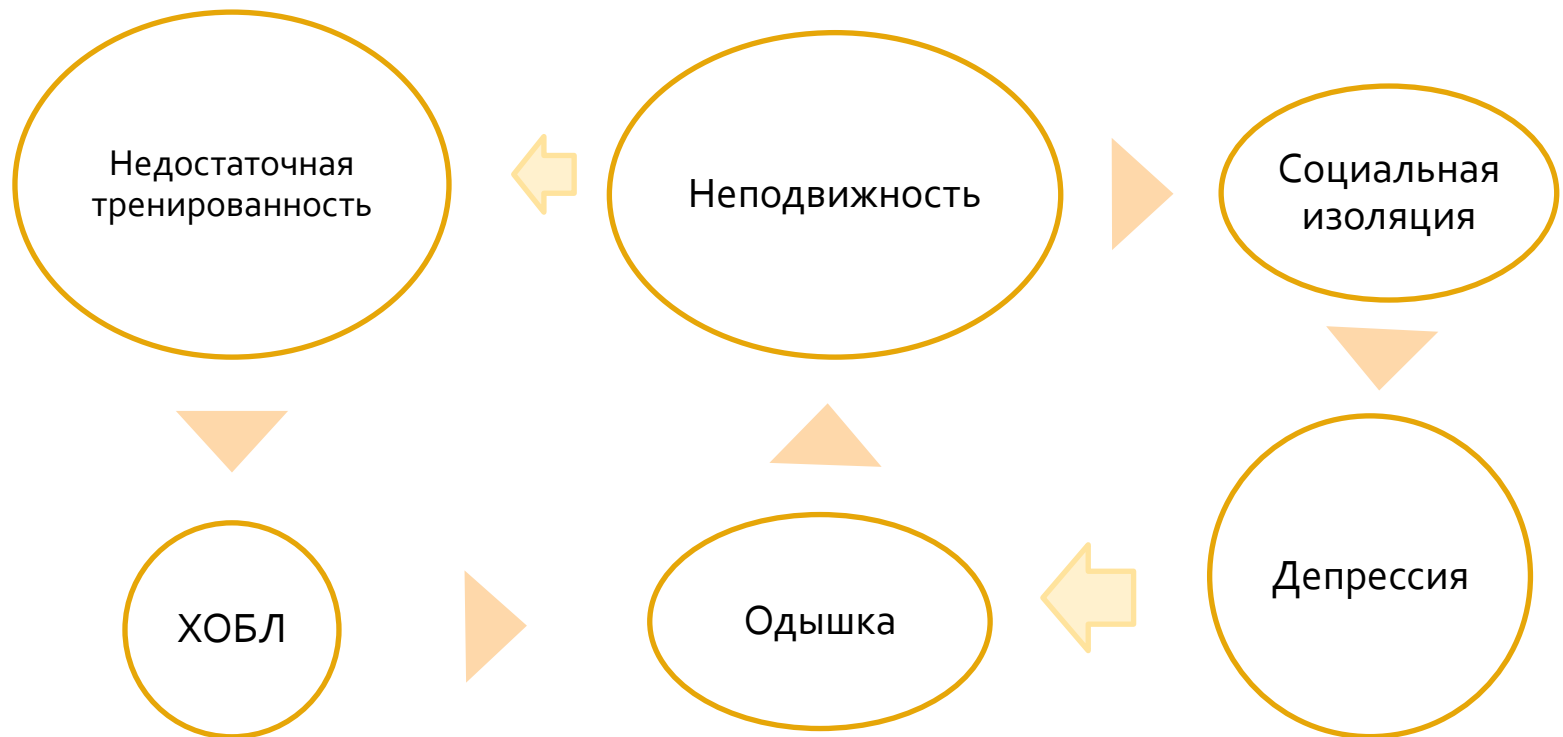 Недостаточная
тренированность
Неподвижность
Социальная
изоляция
ХОБЛ
Одышка
Депрессия